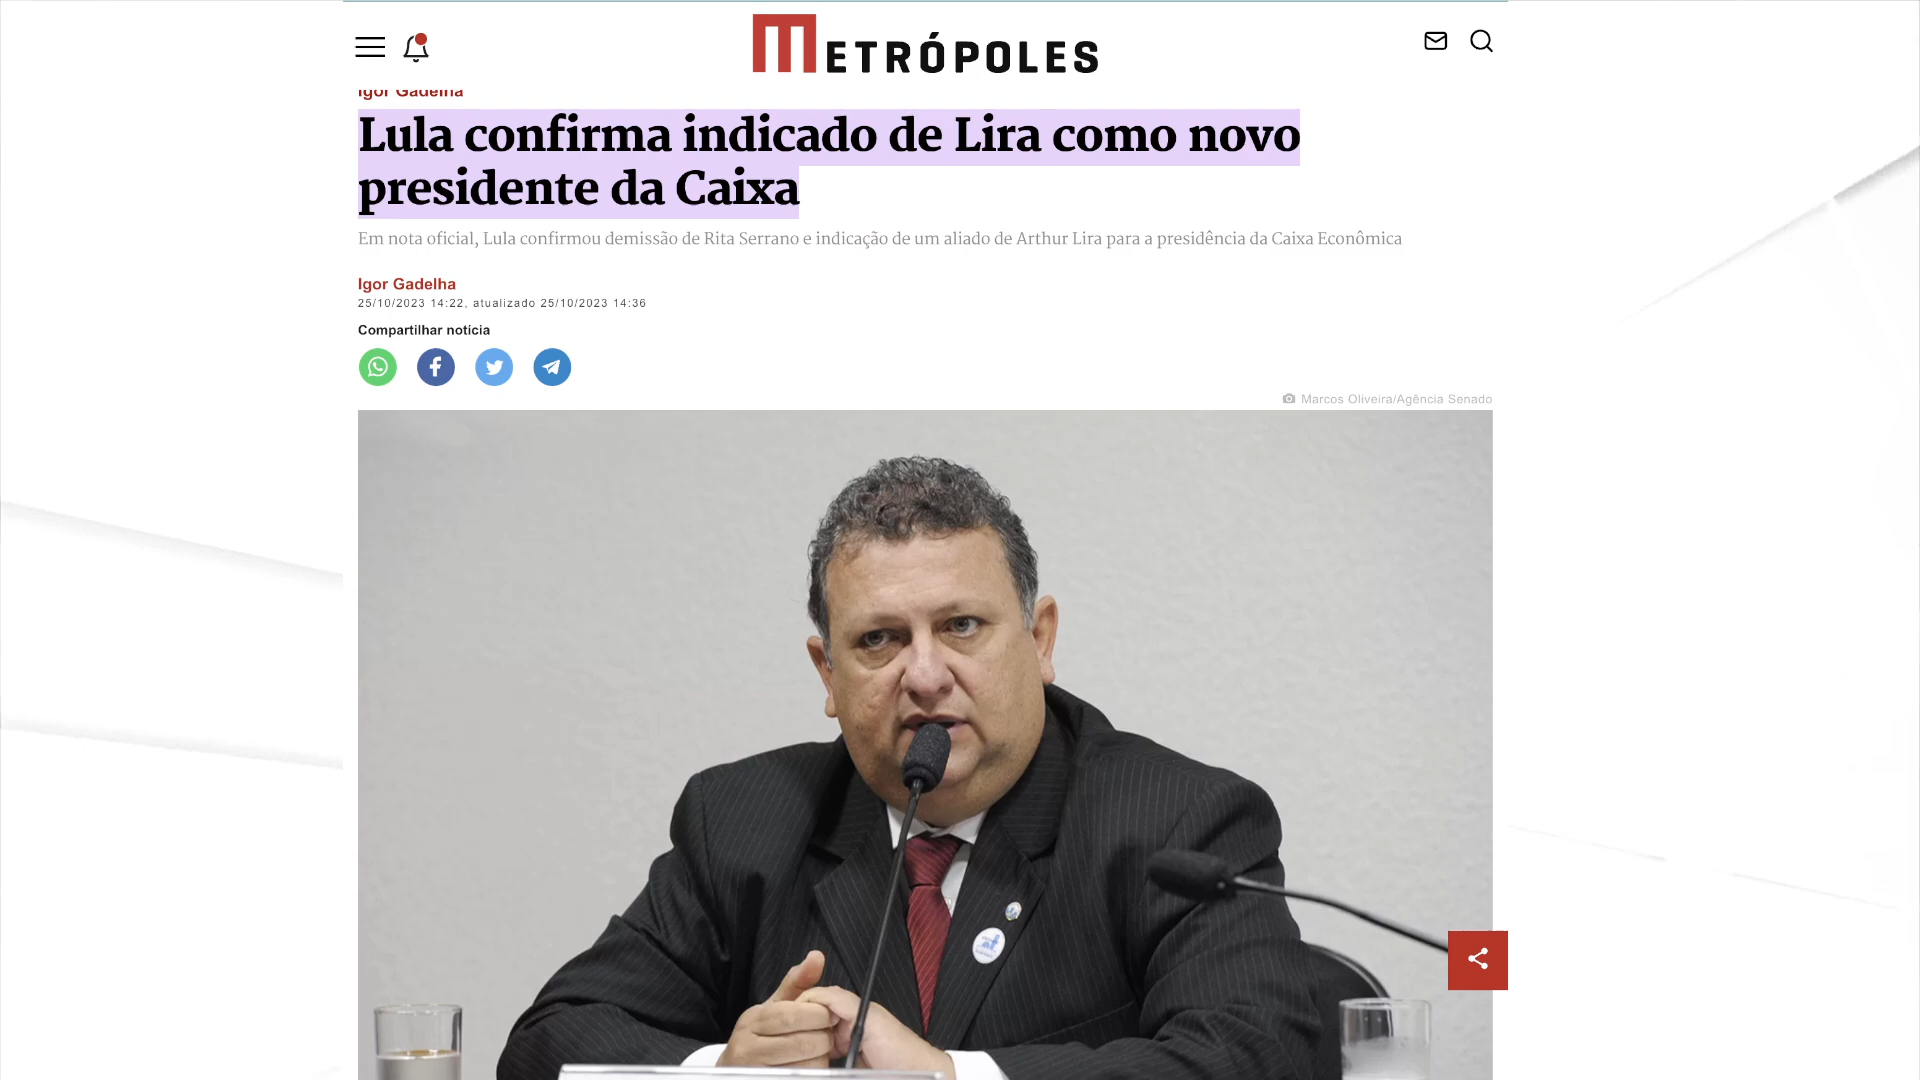 METRÓPOLES
Igor Gadelha
Lula confirma indicado de Lira como novo
presidente da Caixa
Em nota oficial, Lula confirmou demissão de Rita Serrano e indicação de um aliado de Arthur Lira para a presidência da Caixa Econômica
Igor Gadelha
25/10/2023 14:22, atualizado 25/10/2023 14:36
Compartilhar notícia
Marcos Oliveira/Agência Senado